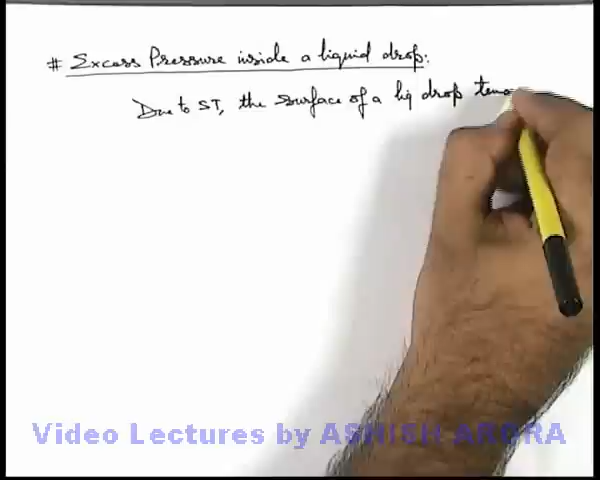 # Excess Pressure inside a liquid drop:
Due to ST, the surface of a liq drop
Video Lectures by ASHISH ARORA